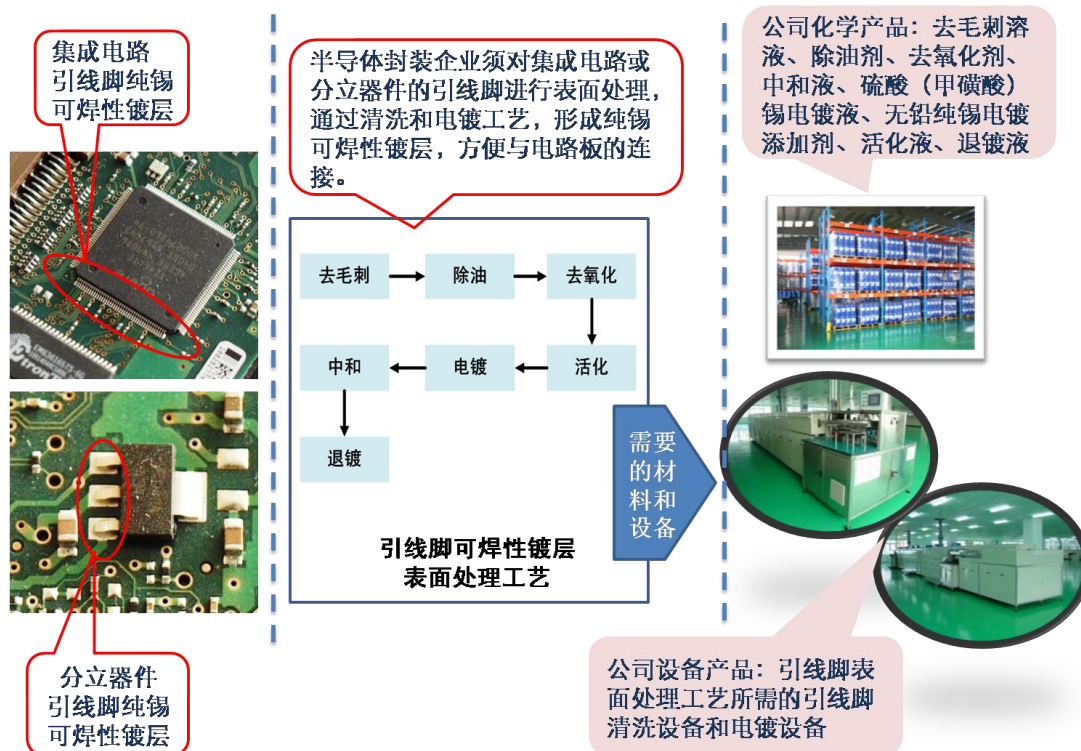 集成电路
引线脚纯锡
可焊性镀层
半导体封装企业须对集成电路或
分立器件的引线脚进行表面处理，
通过清洗和电镀工艺，形成纯锡
可焊性镀层，方便与电路板的连
接。
公司化学产品：去毛刺溶
液、除油剂、去氧化剂、
中和液、硫酸（甲磺酸）
锡电镀液、无铅纯锡电镀
添加剂、活化液、退镀液
去毛刺
除油
去氧化
中和
电镀
活化
退镀
需要
的材
料和
设备
引线脚可焊性镀层
表面处理工艺
分立器件
引线脚纯锡
可焊性镀层
公司设备产品：引线脚表
面处理工艺所需的引线脚
清洗设备和电镀设备